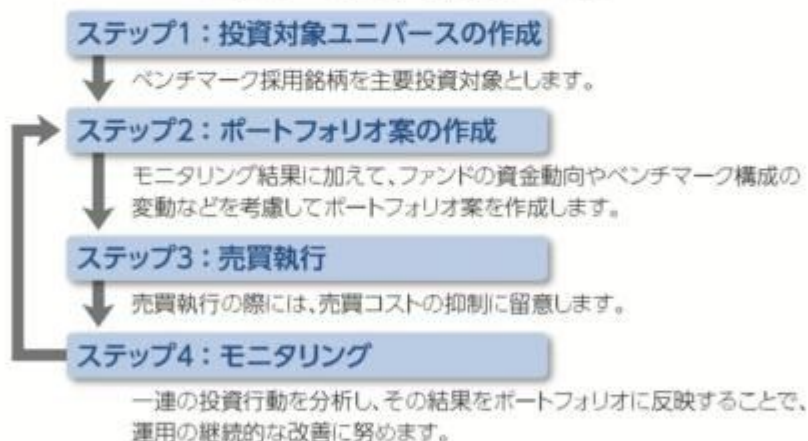 ステップ1：投資対象ユニバースの作成
ベンチマーク採用銘柄を主要投資対象とします。
ステップ2：ポートフォリオ案の作成
モニタリング結果に加えて、ファンドの資金動向やベンチマーク構成の
変動などを考慮してポートフォリオ案を作成します。
ステップ3：売買執行
売買執行の際には、売買コストの抑制に留意します。
ステップ4：モニタリング
一連の投資行動を分析し、その結果をポートフォリオに反映することで、
運用の継続的な改善に努めます。